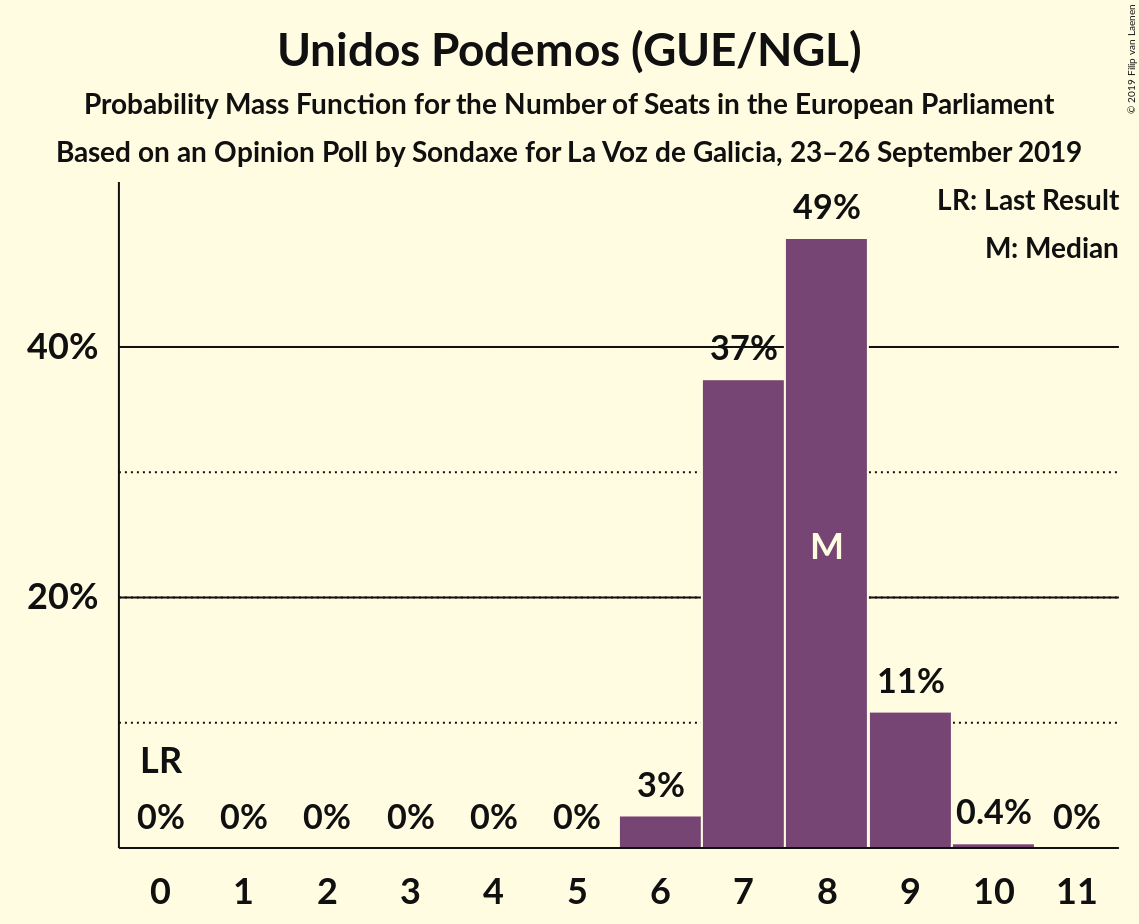 Unidos Podemos (GUE/NGL)
Probability Mass Function for the Number of Seats in the European Parliament
Based on an Opinion Poll by Sondaxe for La Voz de Galicia, 23–26 September 2019
© 2019 Filip van Laenen
LR: Last Result
M: Median
49%
40%
37%
M
20%
11%
LR
3%
0% 0% 0% 0% 0% 0% 0.4% 0%
0 1 2 3 4 5 6 7 8 9 10 11